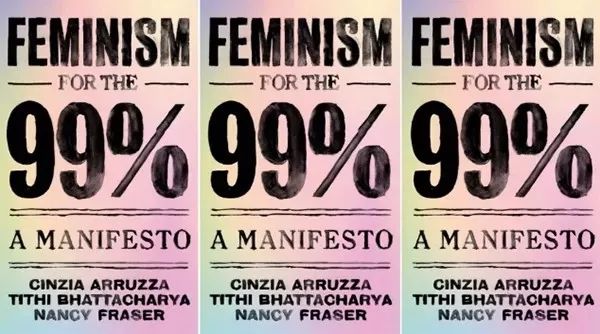 FEMINISM
FOR THE
99%
A MANIFESTO
CINZIA ARRUZZA
TITHI BHATTACHARYA
NANCY FRASER
FEMINISM
FOR THE
99%
A MANIFESTO
CINZIA ARRUZZA
TITHI BHATTACHARYA
NANCY FRASER
FEMINISM
FOR THE
99%
A MANIFESTO
CINZIA ARRUZZA
TITHI BHATTACHARYA
NANCY FRASER